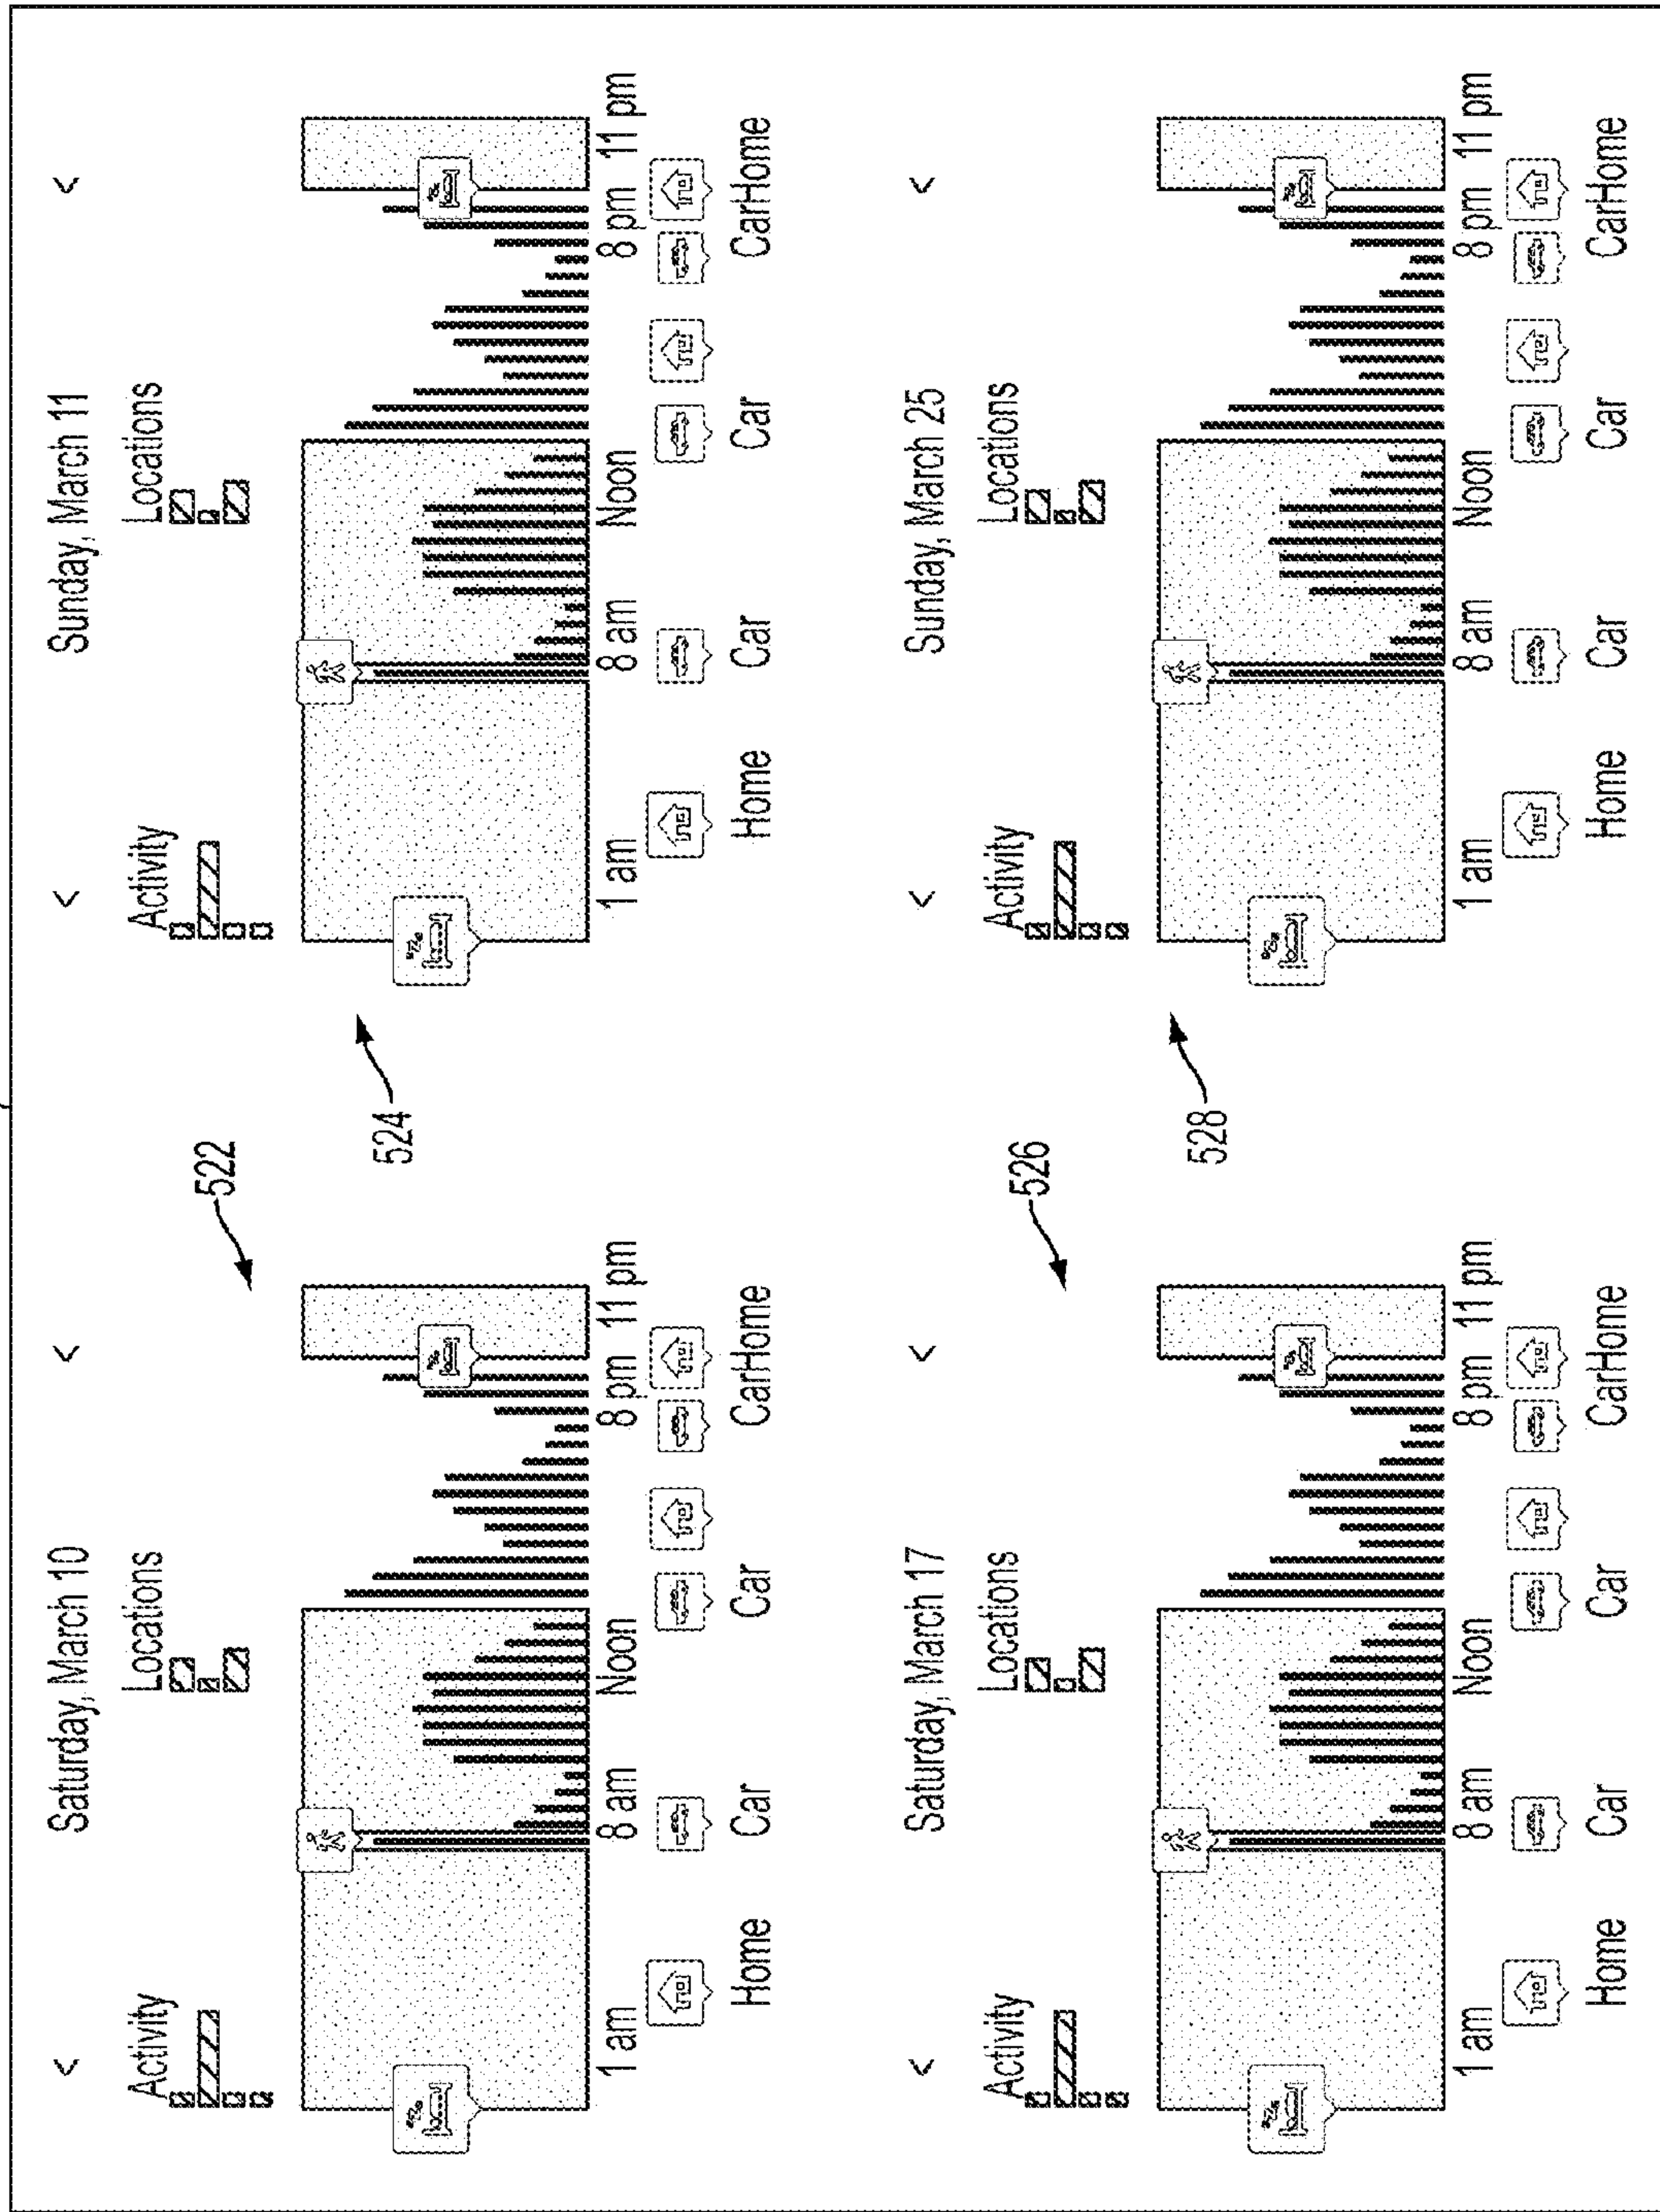 Saturday, March 10
Activity
Locations
1 am 8 am Noon 8 pm 11 pm
Home Car Car CarHome
522
Sunday, March 11
Activity
Locations
1 am 8 am Noon 8 pm 11 pm
Home Car Car CarHome
524
Saturday, March 17
Activity
Locations
1 am 8 am Noon 8 pm 11 pm
Home Car Car CarHome
526
Sunday, March 25
Activity
Locations
1 am 8 am Noon 8 pm 11 pm
Home Car Car CarHome
528